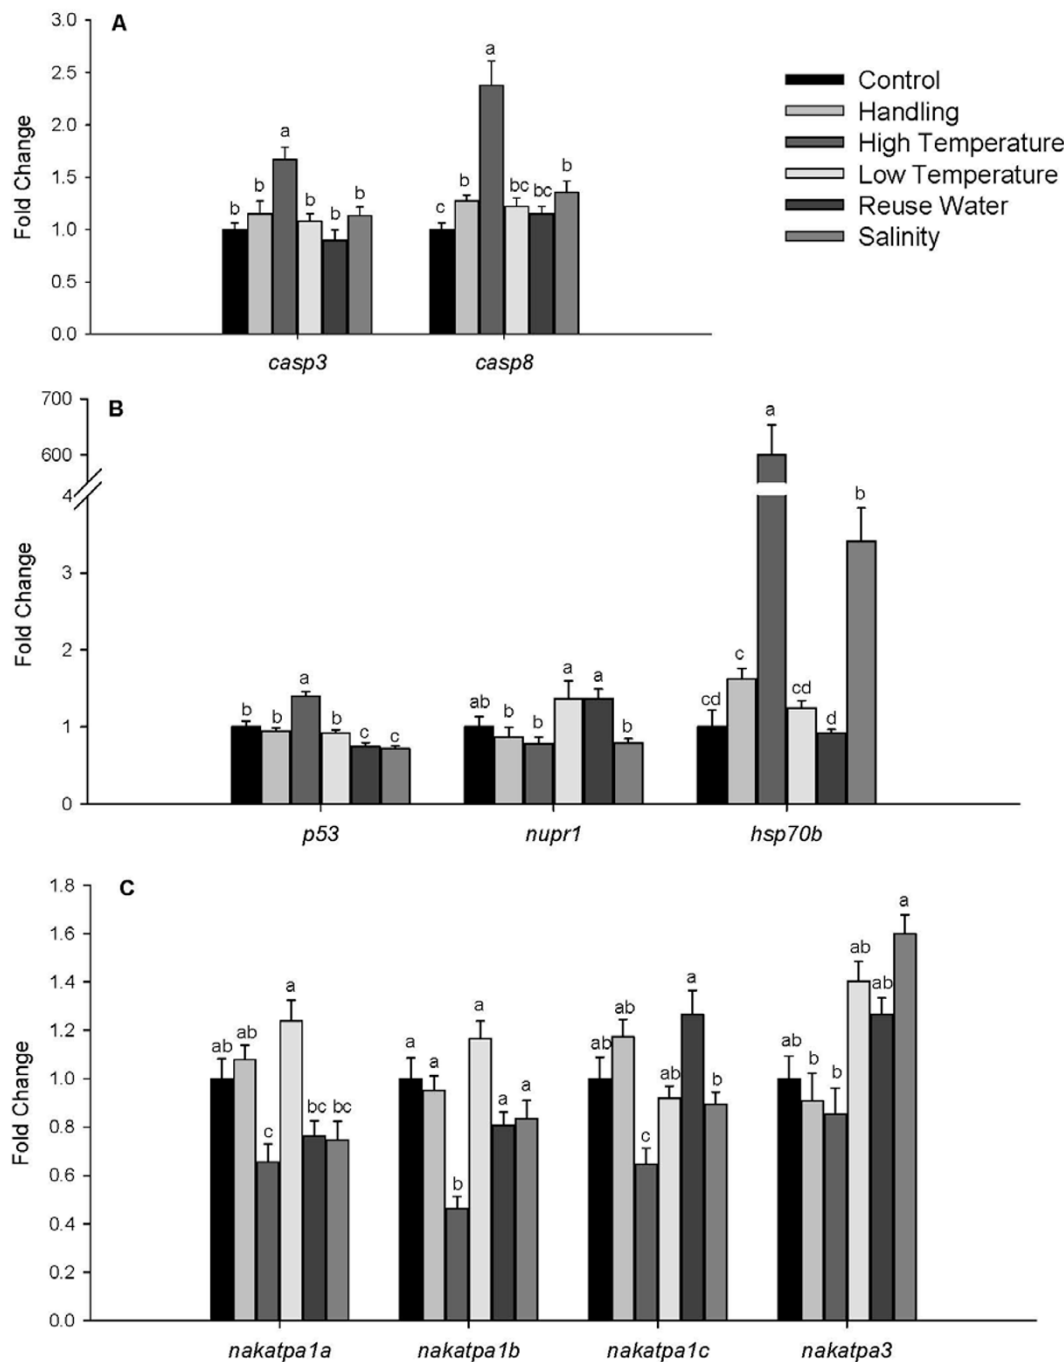 A
3.0
2.5
2.0
1.5
1.0
0.5
0.0
Fold Change
b b a b b b
c b a bc bc b
casp3 casp8
Control
Handling
High Temperature
Low Temperature
Reuse Water
Salinity
B
700
600
4
3
2
1
0
Fold Change
b b a b c c
ab b b a a b
cd c a cd d b
p53 nupr1 hsp70b
C
1.8
1.6
1.4
1.2
1.0
0.8
0.6
0.4
0.2
0.0
Fold Change
ab ab c a bc bc
a a b a a a
ab ab c ab a b
ab b b ab ab a
nakatpa1a nakatpa1b nakatpa1c nakatpa3